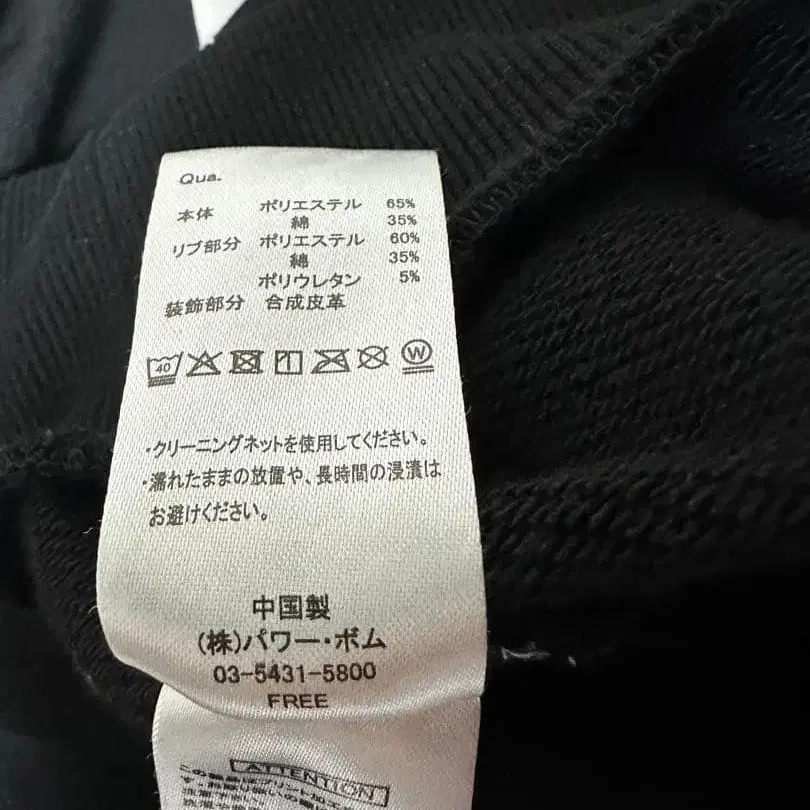 Qua.
本体 ポリエステル 65%
綿 35%
リブ部分 ポリエステル 60%
綿 35%
ポリウレタン 5%
装飾部分 合成皮革
40
W
・クリーニングネットを使用してください。
・濡れたままの放置や、長時間の浸漬は
お避けください。
中国製
(株)パワー・ボム
03-5431-5800
FREE
ATTENTION